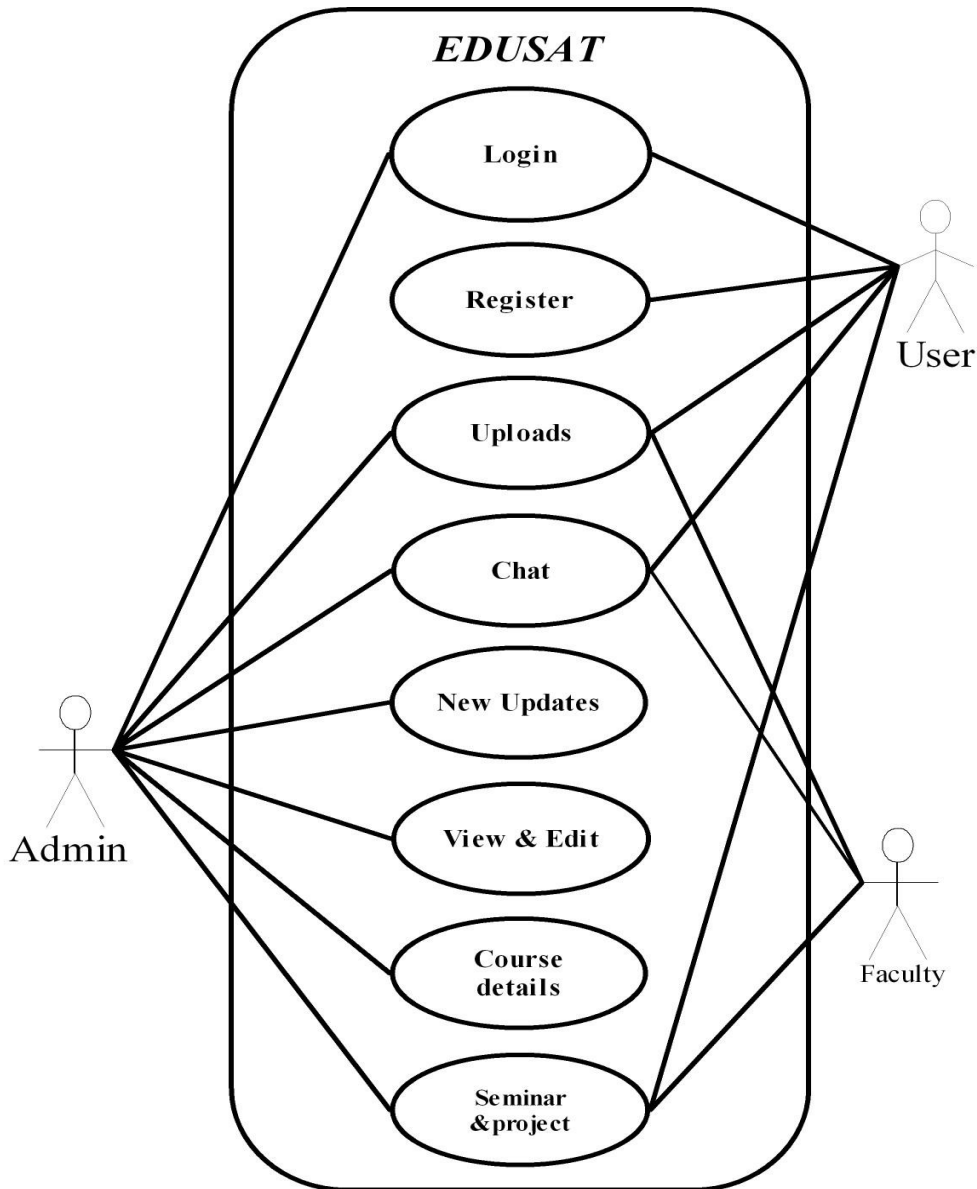 EDUSAT
Login
Register
User
Uploads
Chat
New Updates
Admin
View & Edit
Course
details
Faculty
Seminar
&project